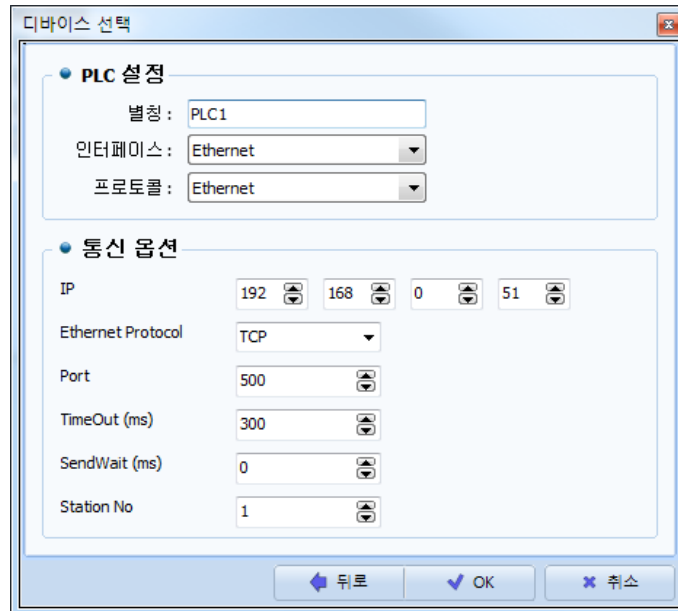 디바이스 선택
PLC 설정
별칭 : PLC1
인터페이스 : Ethernet
프로토콜 : Ethernet
통신 옵션
IP 192 168 0 51
Ethernet Protocol TCP
Port 500
TimeOut (ms) 300
SendWait (ms) 0
Station No 1
뒤로 OK 취소